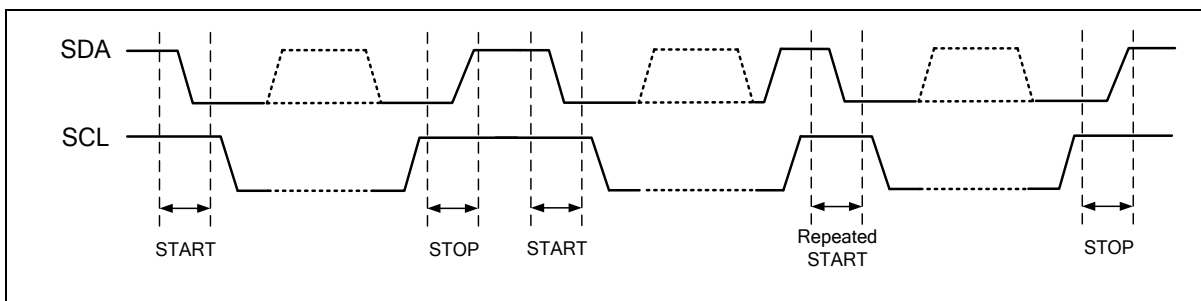 SDA
SCL
START
STOP
START
Repeated
START
STOP